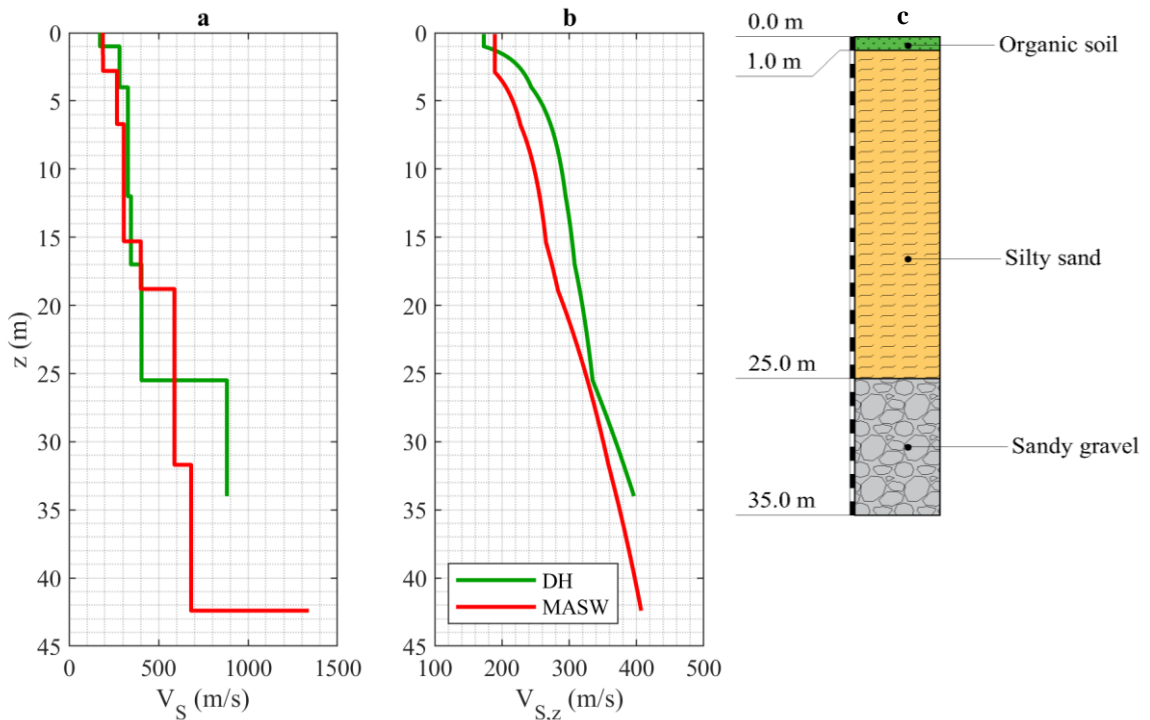 a
0
5
10
15
20
25
30
35
40
45
z (m)
0
500
1000
1500
V_S (m/s)
b
0
5
10
15
20
25
30
35
40
45
DH
MASW
100
200
300
400
500
V_S,z (m/s)
c
0.0 m
Organic soil
1.0 m
Silty sand
25.0 m
Sandy gravel
35.0 m